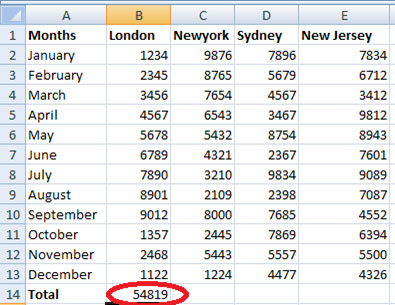 A B C D E
1 Months London Newyork Sydney New Jersey
2 January 1234 9876 7896 7834
3 February 2345 8765 5679 6712
4 March 3456 7654 4567 3412
5 April 4567 6543 3467 9812
6 May 5678 5432 8754 8943
7 June 6789 4321 2367 7601
8 July 7890 3210 9834 9089
9 August 8901 2109 2398 7087
10 September 9012 8000 7685 4552
11 October 1357 2445 7869 6394
12 November 2468 5443 5557 5500
13 December 1122 1224 4477 4326
14 Total 54819